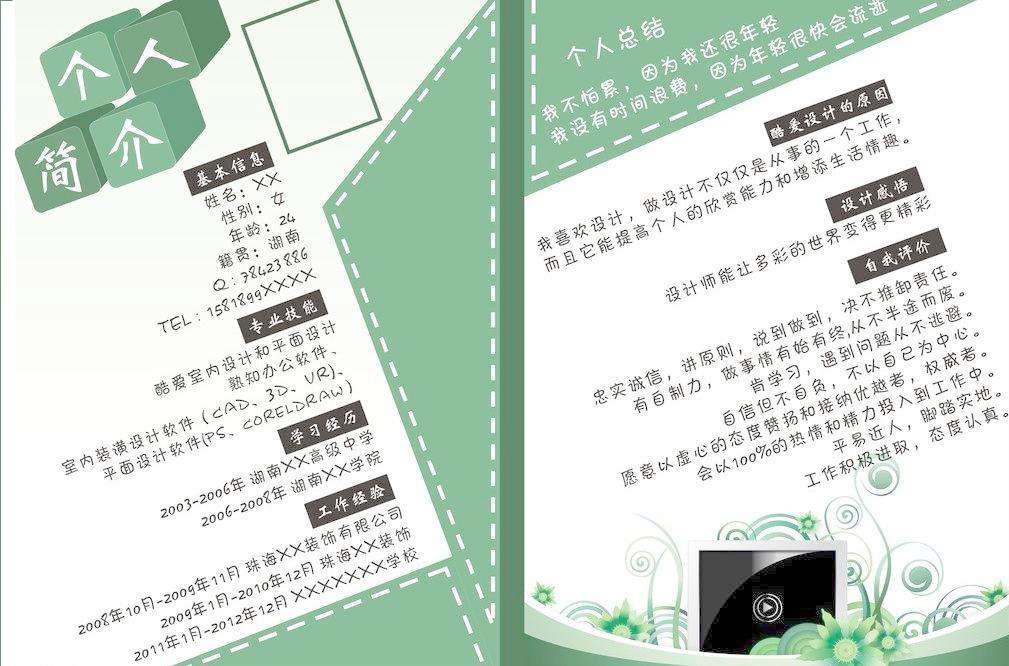 个人
简介
基本信息
姓名：XX
性别：女
年龄：24
籍贯：湖南
Q：78423886
TEL：1581899XXXX
专业技能
酷爱室内设计和平面设计
熟知办公软件、
室内装潢设计软件（CAD、3D、VR)、
平面设计软件(PS、CORELDRAW)
学习经历
2003-2006年 湖南XX高级中学
2006-2008年 湖南XX学院
工作经验
2008年10月-2009年11月 珠海XX装饰有限公司
2009年1月-2010年12月 珠海XX装饰
2011年1月-2012年12月 XXXXXXX学校
个人总结
我不怕累，因为我还很年轻
我没有时间浪费，因为年轻很快会流逝
酷爱设计的原因
我喜欢设计，做设计不仅仅是从事的一个工作，
而且它能提高个人的欣赏能力和增添生活情趣。
设计感悟
设计师能让多彩的世界变得更精彩
自我评价
忠实诚信，讲原则，说到做到，决不推卸责任。
有自制力，做事情有始有终,从不半途而废。
肯学习，遇到问题从不逃避。
自信但不自负，不以自己为中心。
愿意以虚心的态度赞扬和接纳优越者，权威者。
会以100%的热情和精力投入到工作中。
平易近人，脚踏实地。
工作积极进取，态度认真。